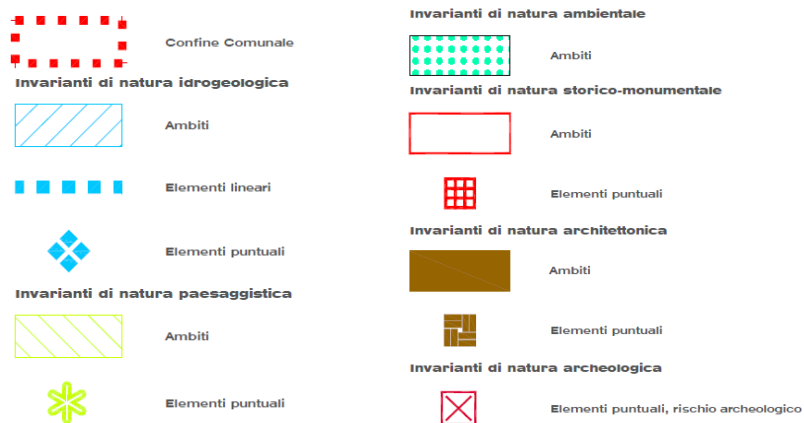 Confine Comunale
Invarianti di natura idrogeologica
Ambiti
Elementi lineari
Elementi puntuali
Invarianti di natura paesaggistica
Ambiti
Elementi puntuali
Invarianti di natura ambientale
Ambiti
Invarianti di natura storico-monumentale
Ambiti
Elementi puntuali
Invarianti di natura architettonica
Ambiti
Elementi puntuali
Invarianti di natura archeologica
Elementi puntuali, rischio archeologico